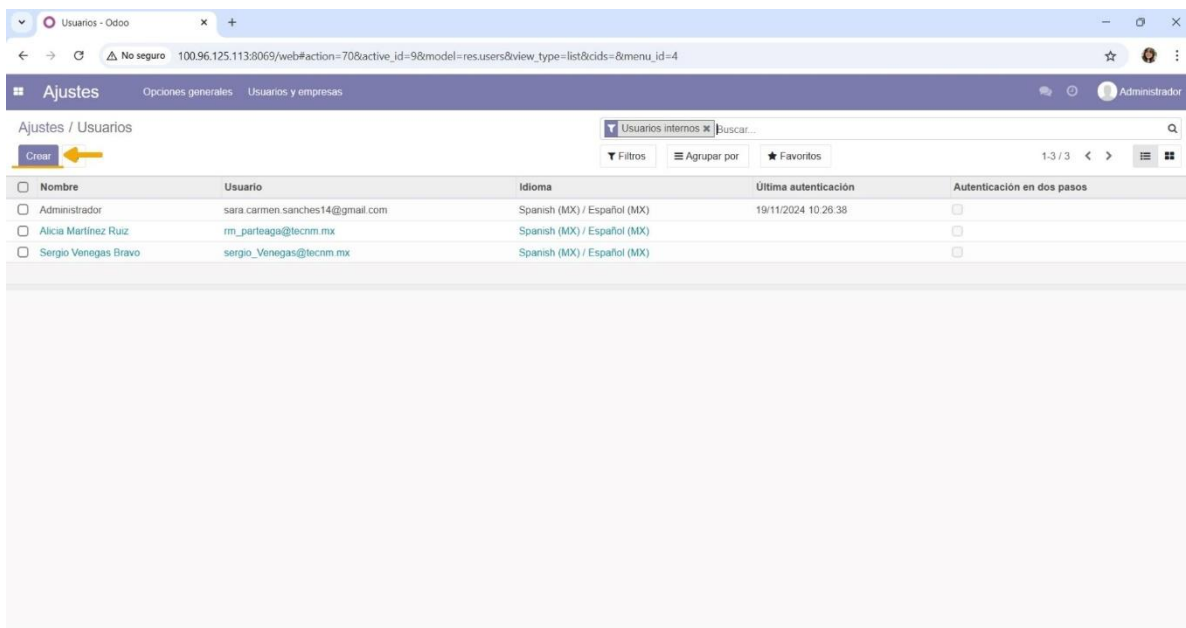 Usuarios - Odoo
No seguro 100.96.125.113:8069/web#action=70&active_id=9&model=res.users&view_type=list&cids=&menu_id=4
Ajustes Opciones generales Usuarios y empresas Administrador
Ajustes / Usuarios Usuarios internos Buscar...
Crear Filtros Agrupar por Favoritos 1-3 / 3
Nombre Usuario Idioma Última autenticación Autenticación en dos pasos
Administrador sara.carmen.sanches14@gmail.com Spanish (MX) / Español (MX) 19/11/2024 10:26:38
Alicia Martínez Ruiz rm_parteaga@tecnm.mx Spanish (MX) / Español (MX)
Sergio Venegas Bravo sergio_Venegas@tecnm.mx Spanish (MX) / Español (MX)